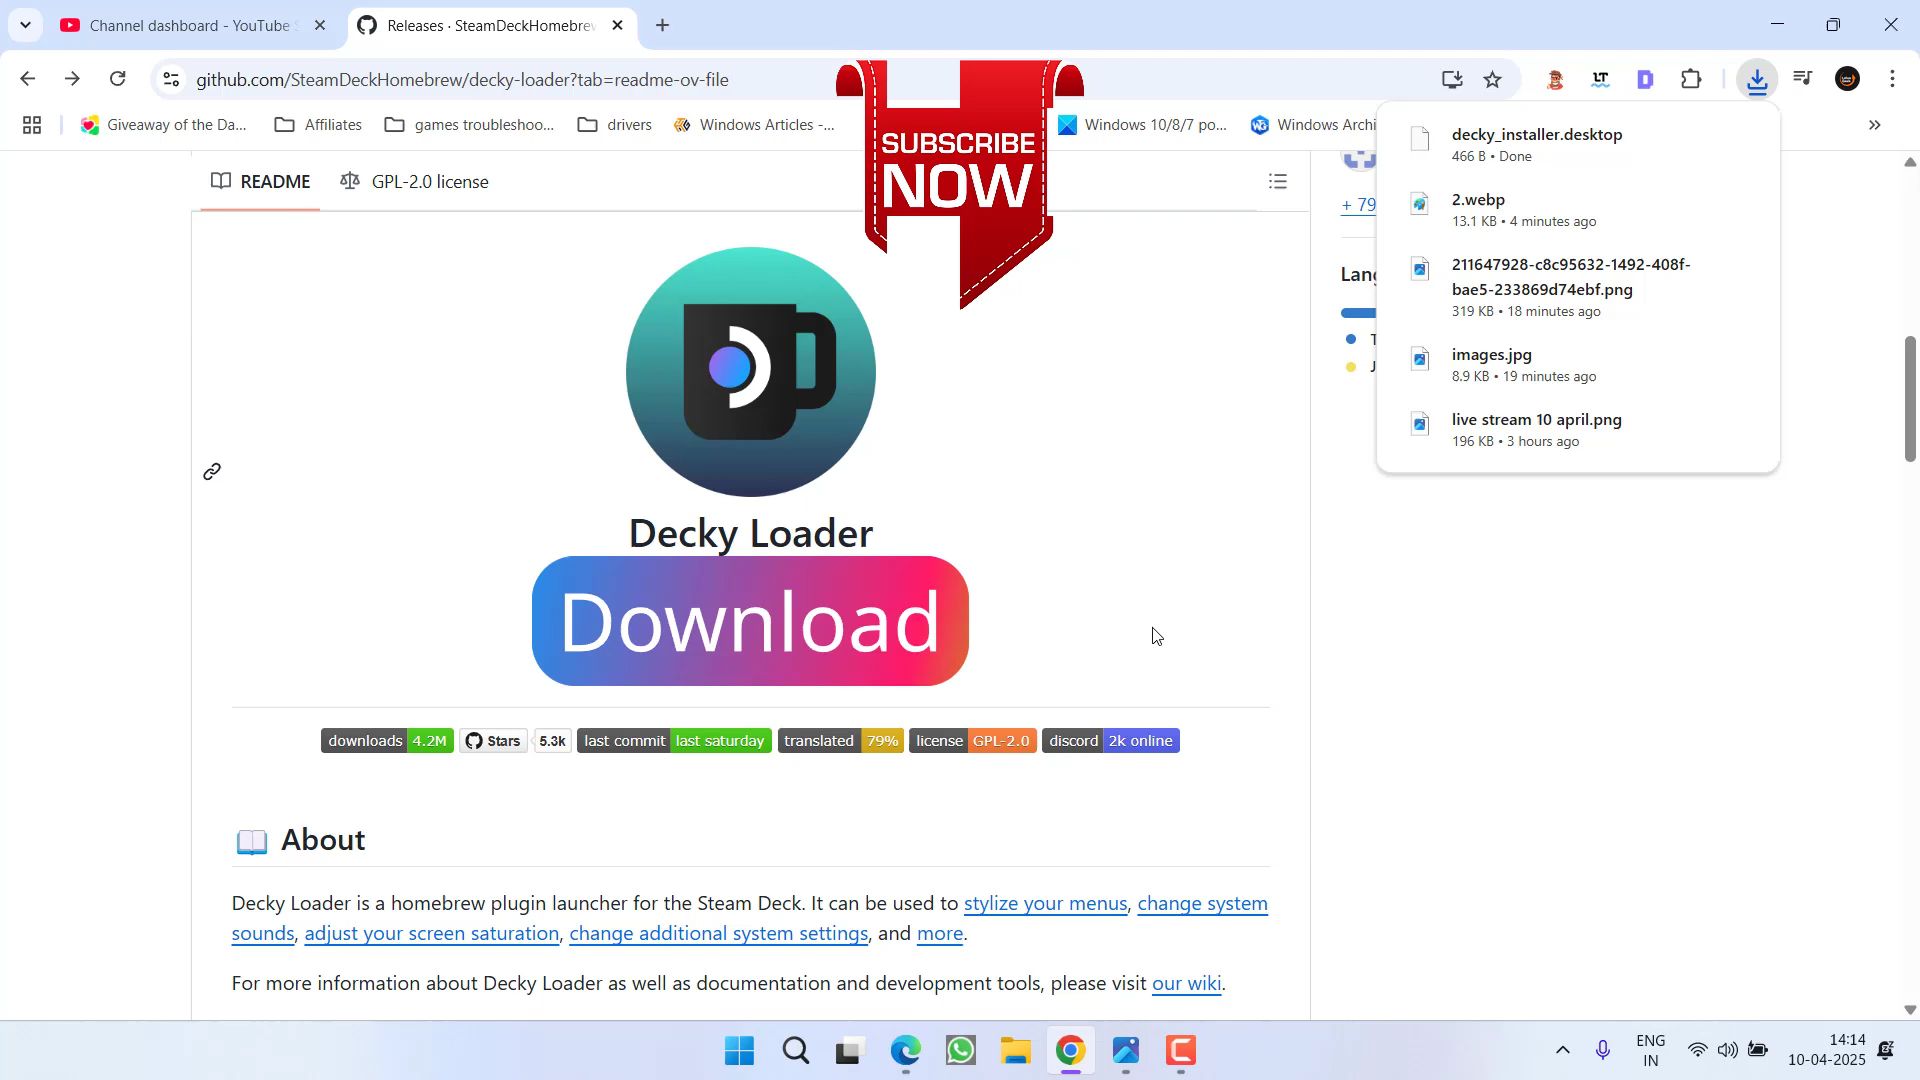 Channel dashboard - YouTube S
Releases · SteamDeckHomebrew
github.com/SteamDeckHomebrew/decky-loader?tab=readme-ov-file
LT
Giveaway of the Da...
Affiliates
games troubleshoo...
drivers
Windows Articles -...
Windows 10/8/7 po...
Windows Archi
SUBSCRIBE
NOW
decky_installer.desktop
466 B • Done
2.webp
13.1 KB • 4 minutes ago
211647928-c8c95632-1492-408f-
bae5-233869d74ebf.png
319 KB • 18 minutes ago
images.jpg
8.9 KB • 19 minutes ago
live stream 10 april.png
196 KB • 3 hours ago
README
GPL-2.0 license
+ 79
Lang
T
J
Decky Loader
Download
downloads 4.2M
Stars 5.3k
last commit last saturday
translated 79%
license GPL-2.0
discord 2k online
About
Decky Loader is a homebrew plugin launcher for the Steam Deck. It can be used to stylize your menus, change system
sounds, adjust your screen saturation, change additional system settings, and more.
For more information about Decky Loader as well as documentation and development tools, please visit our wiki.
ENG
IN
14:14
10-04-2025